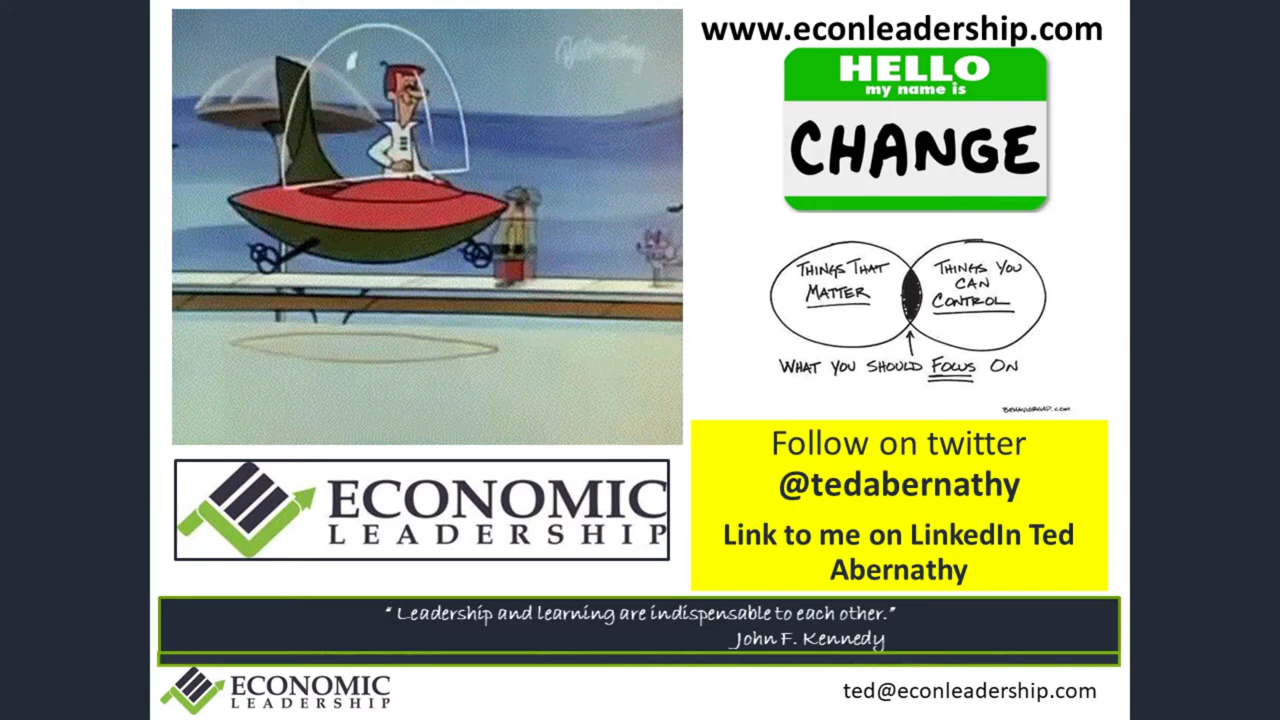 www.econleadership.com
HELLO
my name is
CHANGE
THINGS THAT
MATTER
THINGS YOU
CAN
CONTROL
WHAT YOU SHOULD FOCUS ON
Follow on twitter
@tedabernathy
Link to me on LinkedIn Ted
Abernathy
ECONOMIC
LEADERSHIP
“ Leadership and learning are indispensable to each other.”
John F. Kennedy
ECONOMIC
LEADERSHIP
ted@econleadership.com